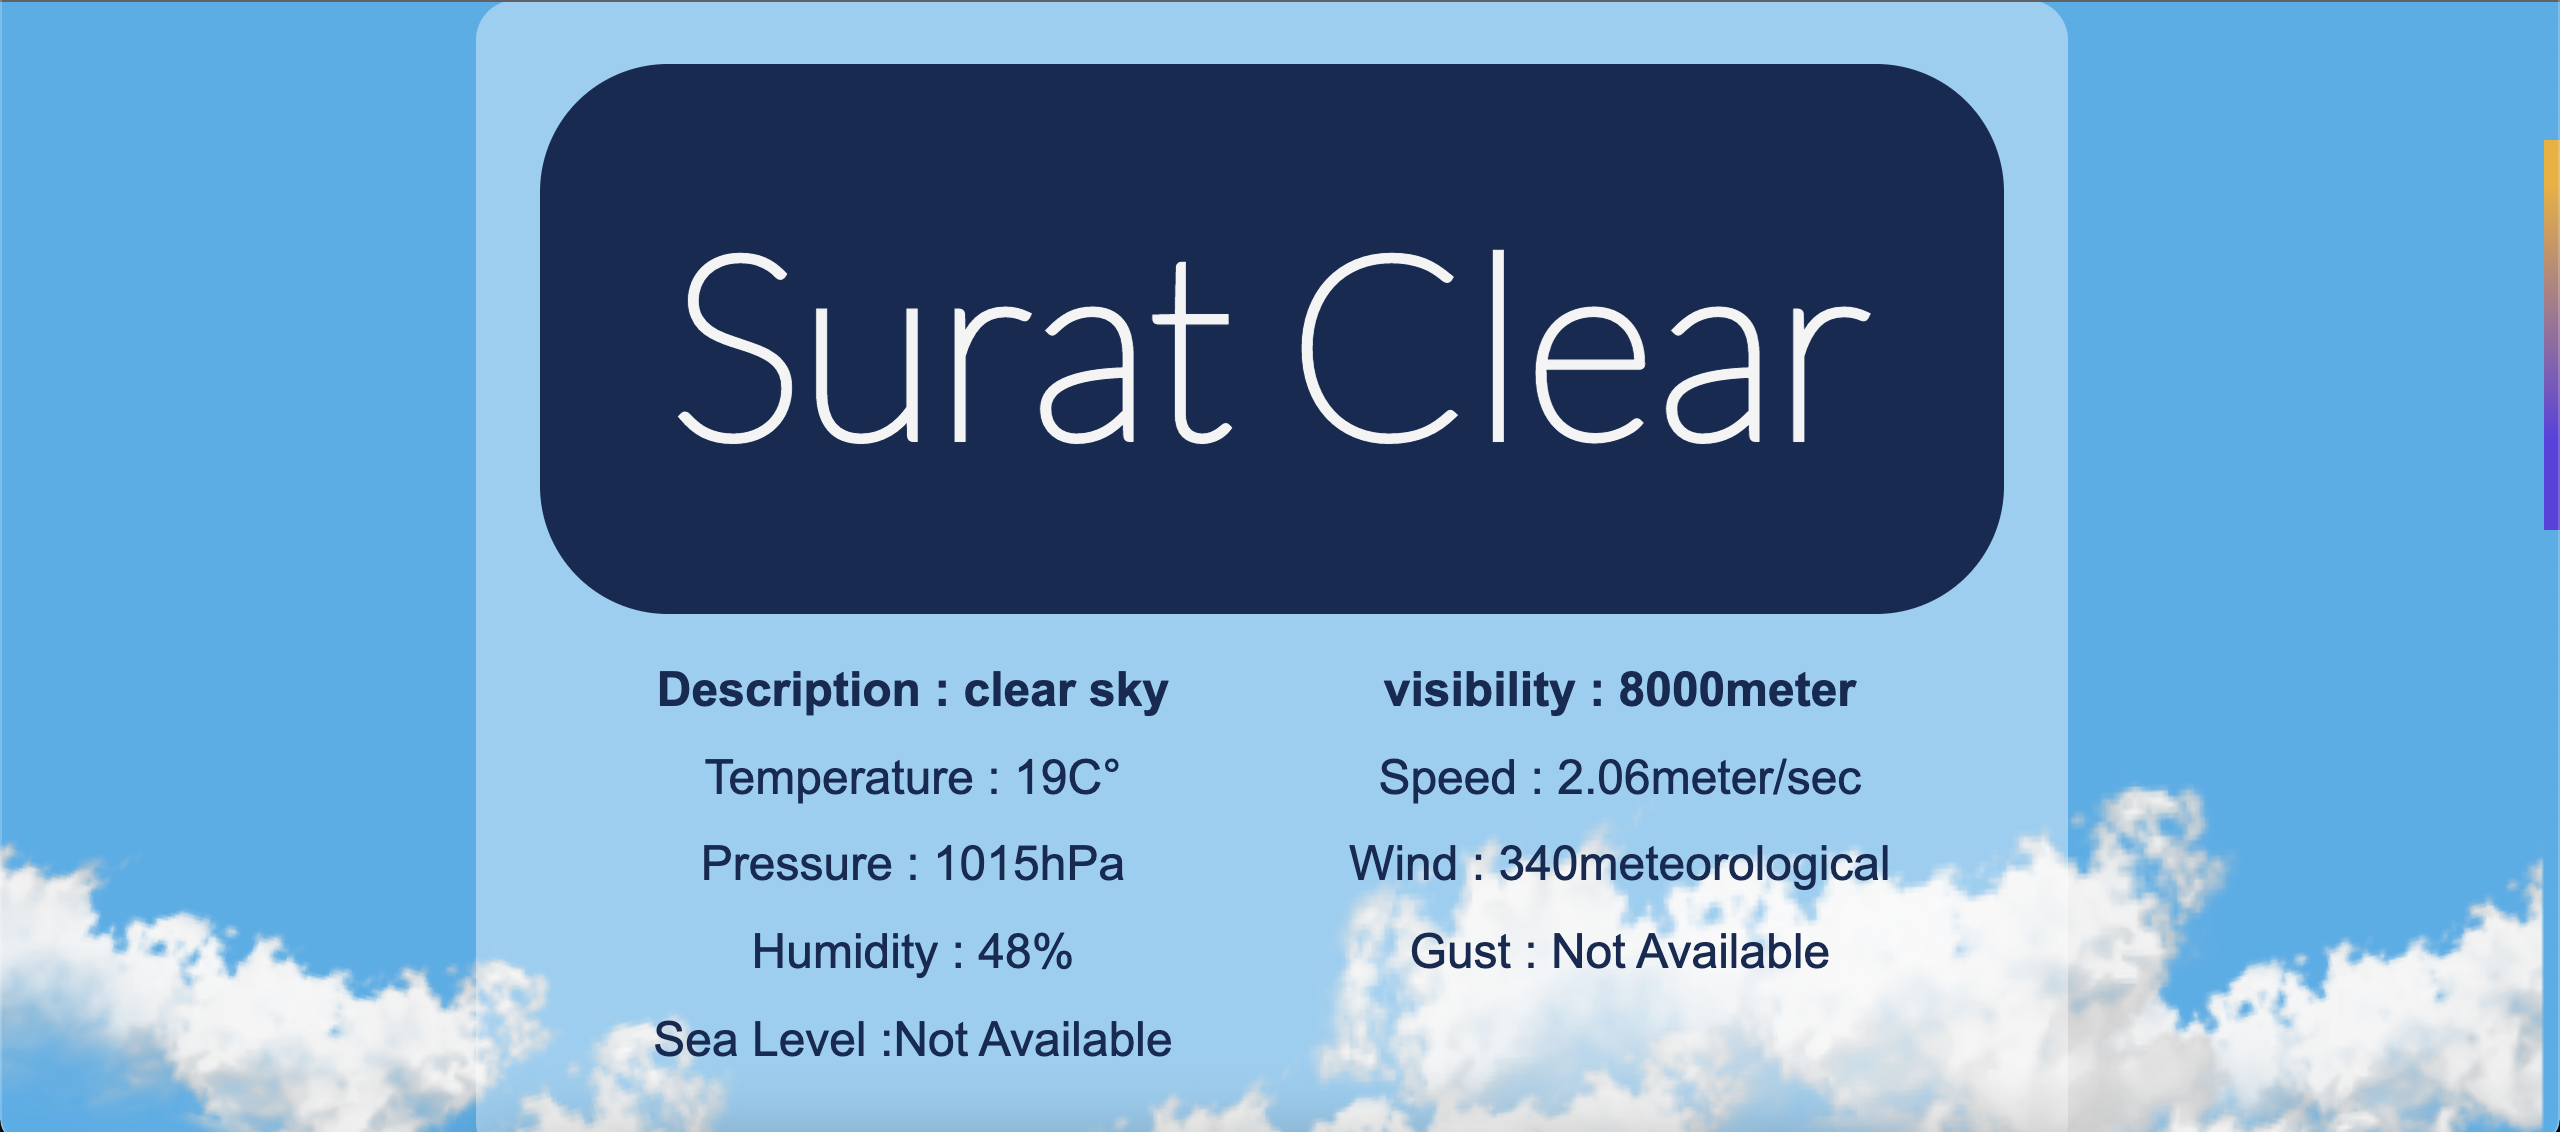 Surat Clear
Description : clear sky
Temperature : 19C°
Pressure : 1015hPa
Humidity : 48%
Sea Level :Not Available
visibility : 8000meter
Speed : 2.06meter/sec
Wind : 340meteorological
Gust : Not Available